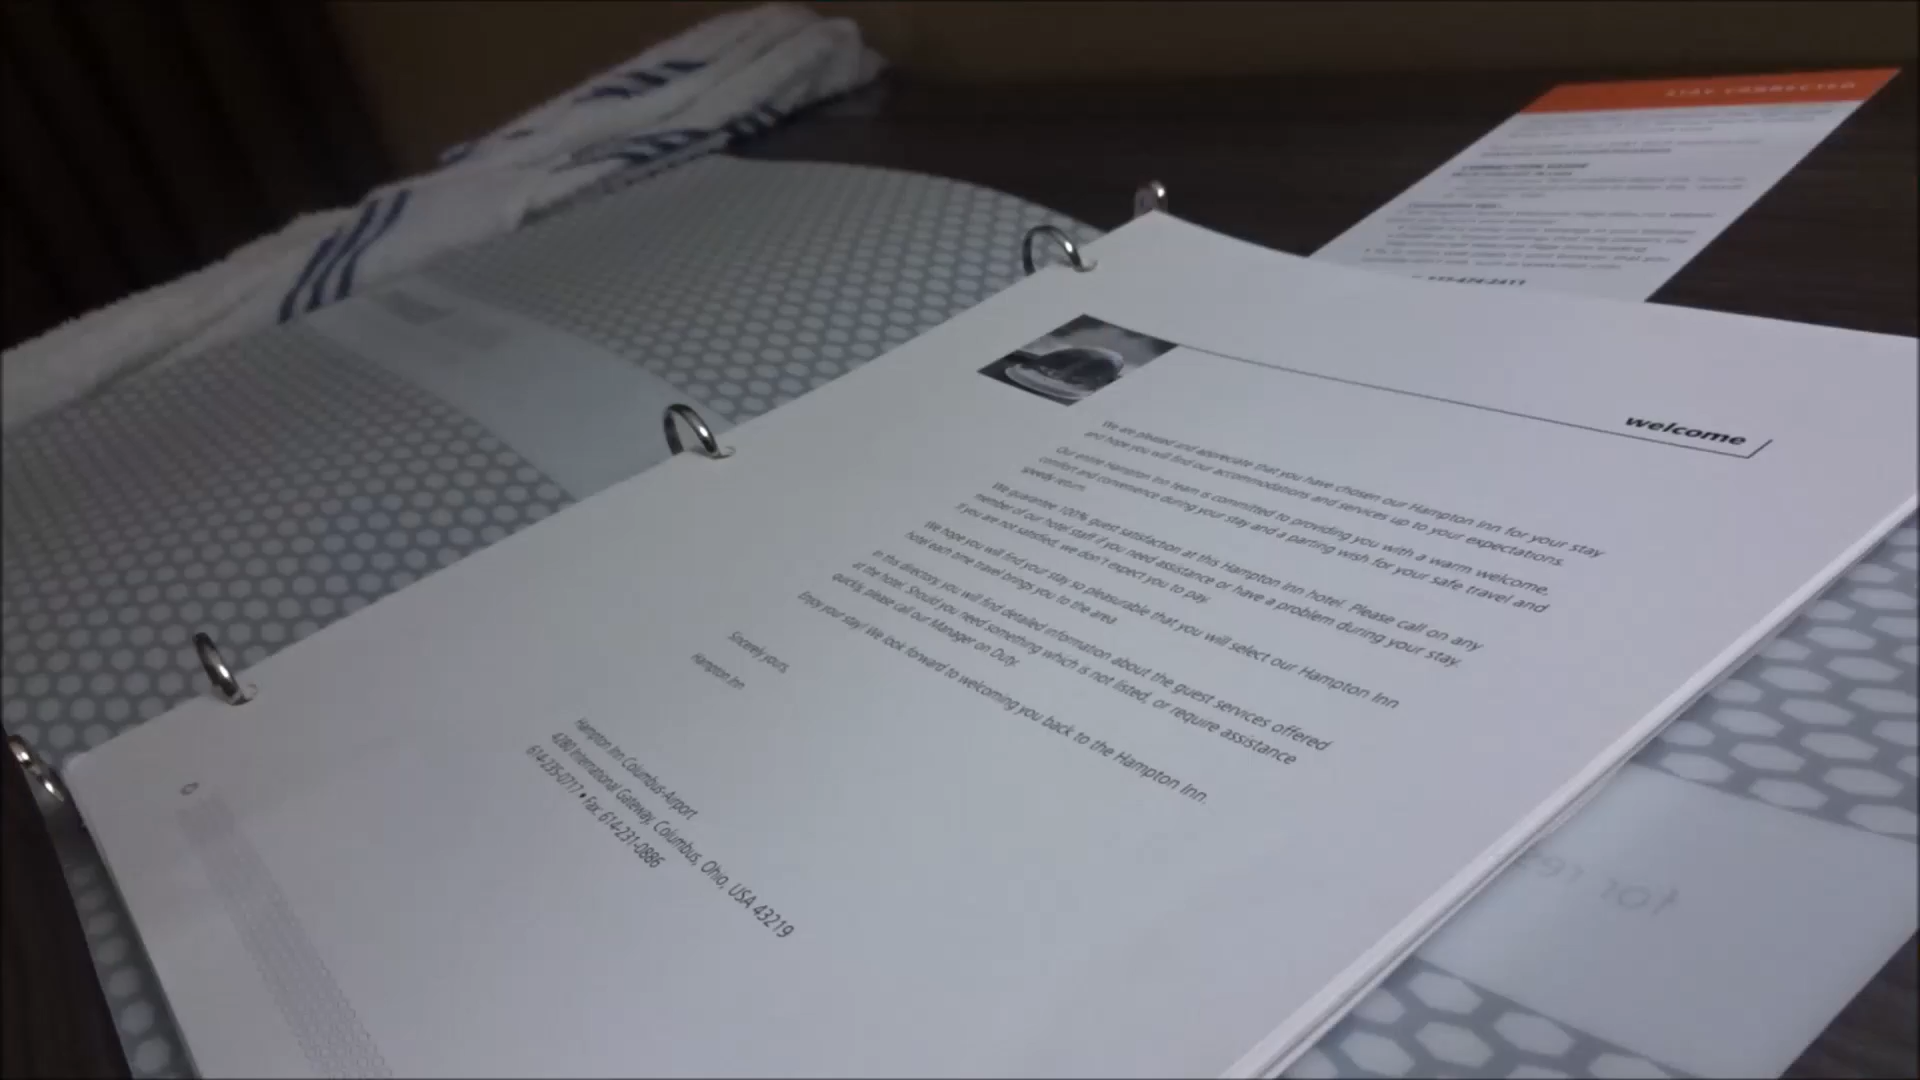 STAY CONNECTED
welcome
We are pleased and appreciate that you have chosen our Hampton Inn for your stay
and hope you will find our accommodations and services up to your expectations.
Our entire Hampton Inn team is committed to providing you with a warm welcome,
comfort and convenience during your stay and a parting wish for your safe travel and
speedy return.
We guarantee 100% guest satisfaction at this Hampton Inn hotel. Please call on any
member of our hotel staff if you need assistance or have a problem during your stay.
If you are not satisfied, we don't expect you to pay.
We hope you will find your stay so pleasurable that you will select our Hampton Inn
hotel each time travel brings you to the area.
In this directory, you will find detailed information about the guest services offered
at the hotel. Should you need something which is not listed, or require assistance
quickly, please call our Manager on Duty.
Enjoy your stay! We look forward to welcoming you back to the Hampton Inn.
Sincerely yours,
Hampton Inn
Hampton Inn Columbus-Airport
4280 International Gateway, Columbus, Ohio, USA 43219
614-235-0717 • Fax: 614-231-0886